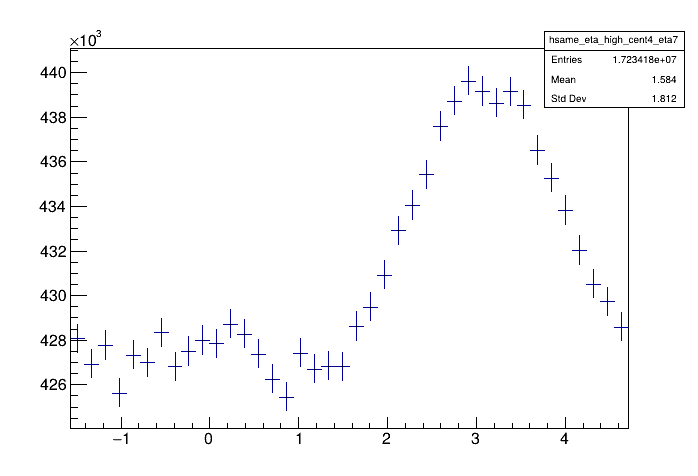 ×10³
hsame_eta_high_cent4_eta7
Entries 1.723418e+07
Mean 1.584
Std Dev 1.812
440
438
436
434
432
430
428
426
−1 0 1 2 3 4